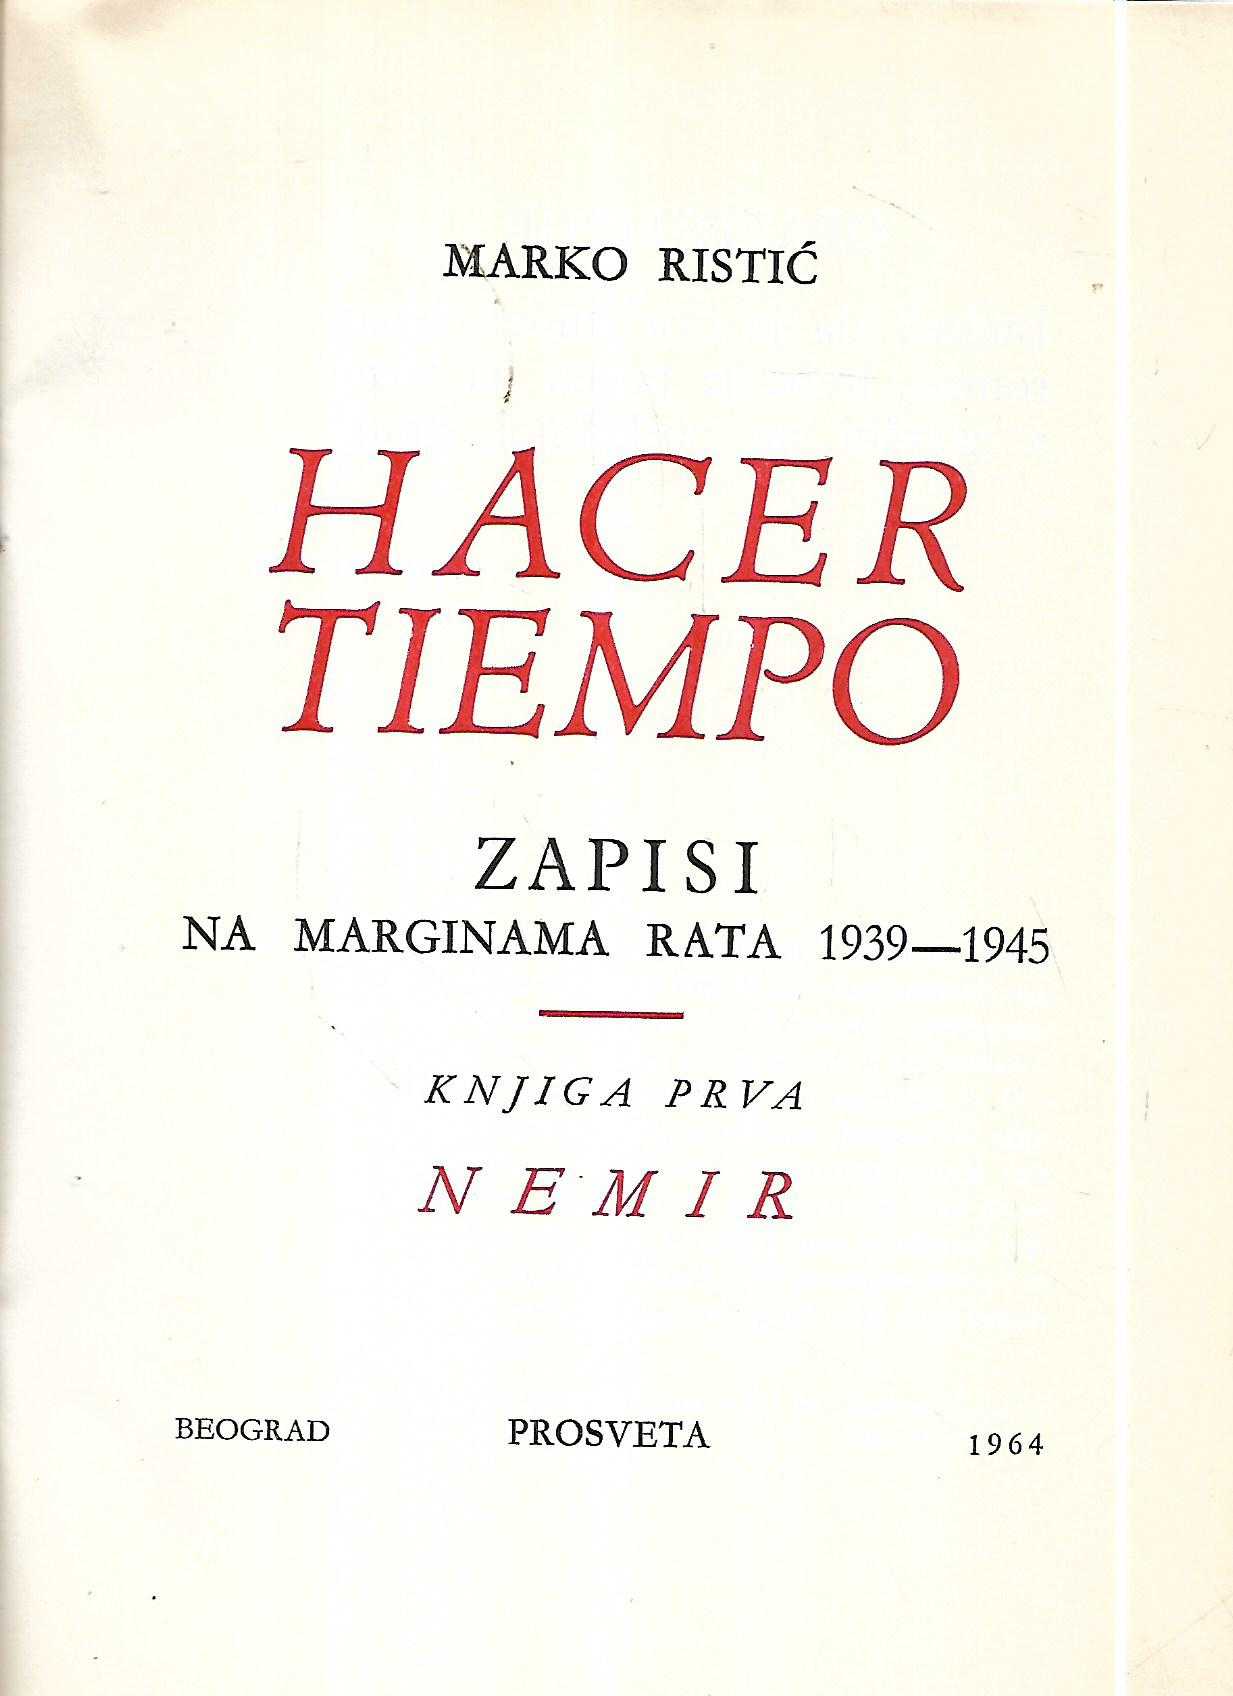 MARKO RISTIĆ
HACER
TIEMPO
ZAPISI
NA MARGINAMA RATA 1939—1945
KNJIGA PRVA
NEMIR
BEOGRAD PROSVETA 1964